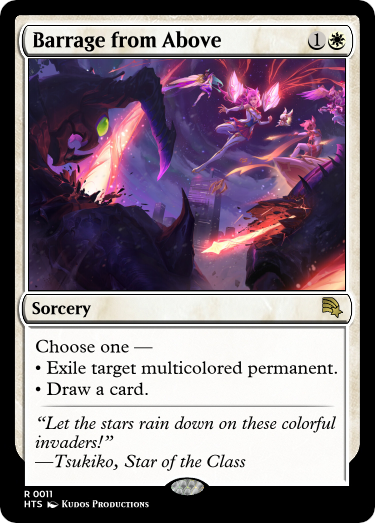 Barrage from Above 1
Sorcery
Choose one —
• Exile target multicolored permanent.
• Draw a card.
“Let the stars rain down on these colorful
invaders!”
—Tsukiko, Star of the Class
R 0011
HTS Kudos Productions